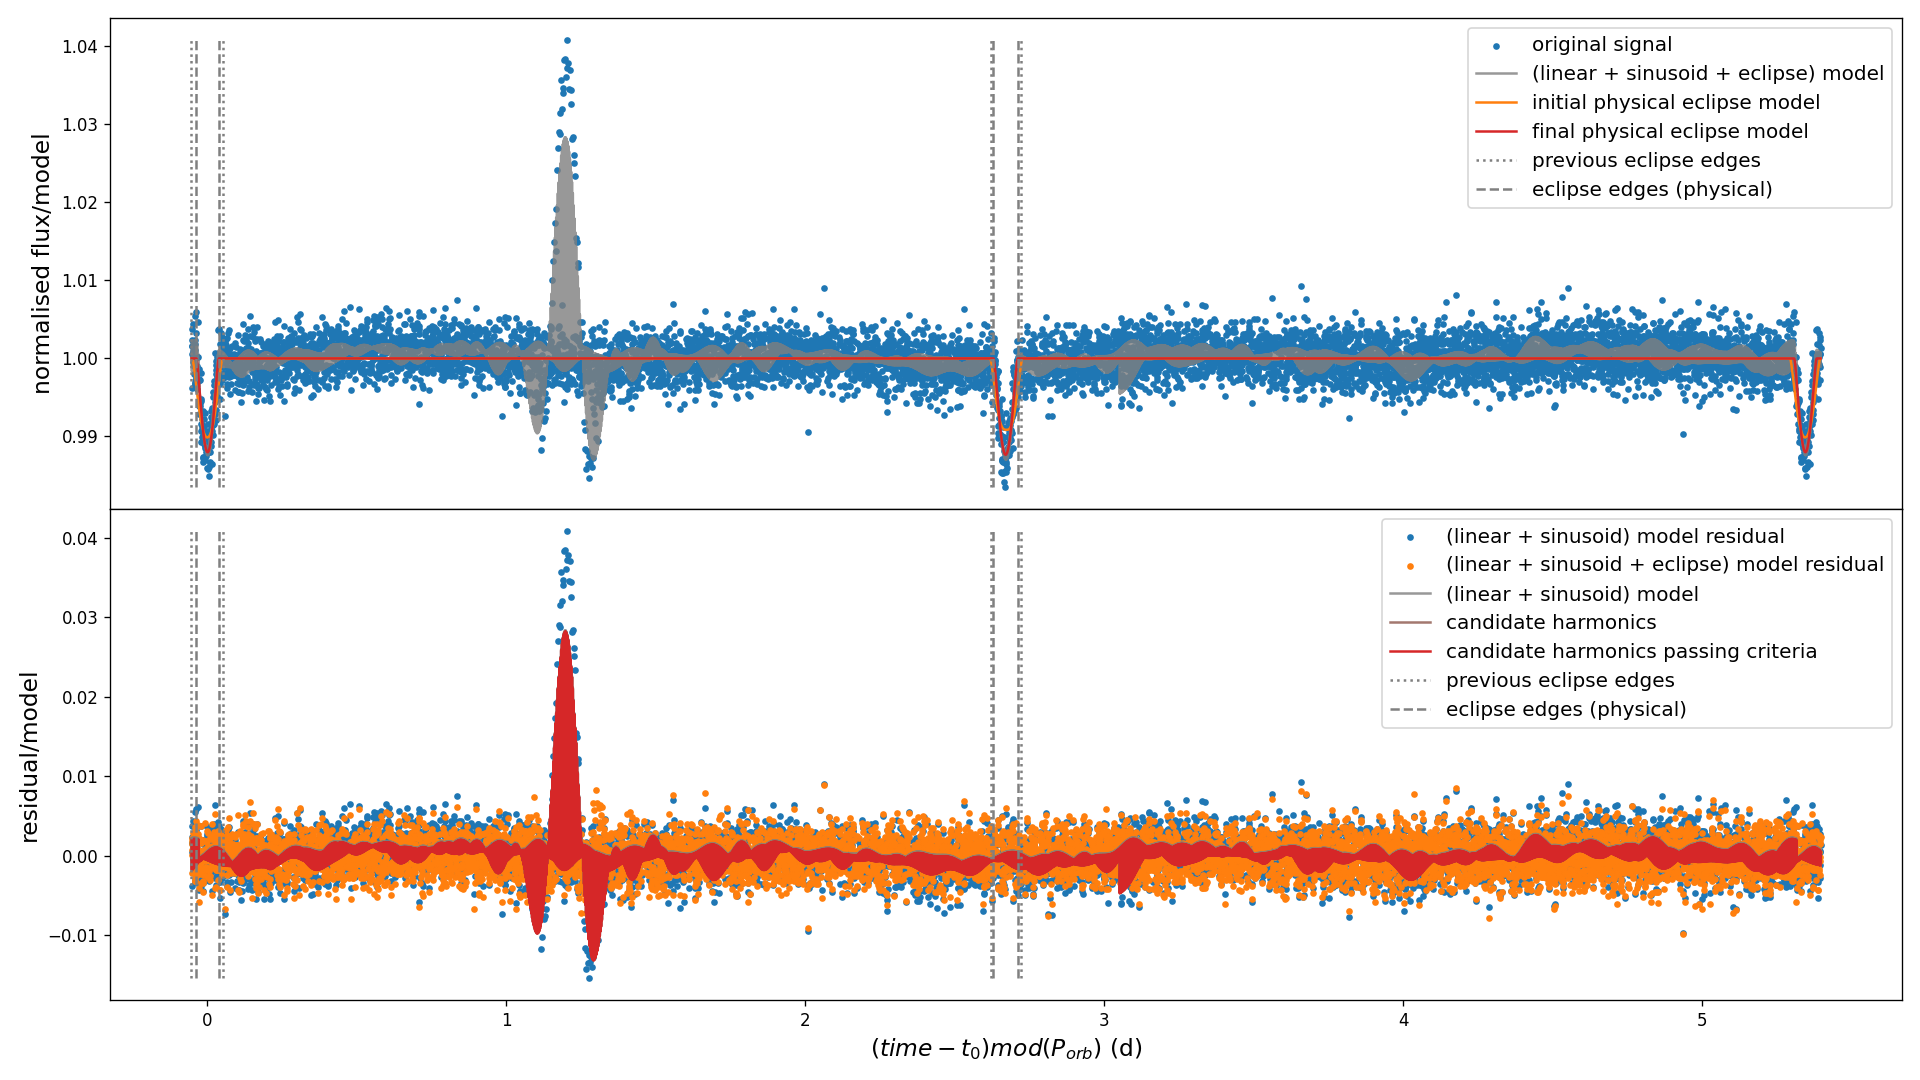 normalised flux/model
1.04
1.03
1.02
1.01
1.00
0.99
original signal
(linear + sinusoid + eclipse) model
initial physical eclipse model
final physical eclipse model
previous eclipse edges
eclipse edges (physical)
residual/model
0.04
0.03
0.02
0.01
0.00
−0.01
(linear + sinusoid) model residual
(linear + sinusoid + eclipse) model residual
(linear + sinusoid) model
candidate harmonics
candidate harmonics passing criteria
previous eclipse edges
eclipse edges (physical)
0 1 2 3 4 5
(time − t₀)mod(Pₒᵣb) (d)